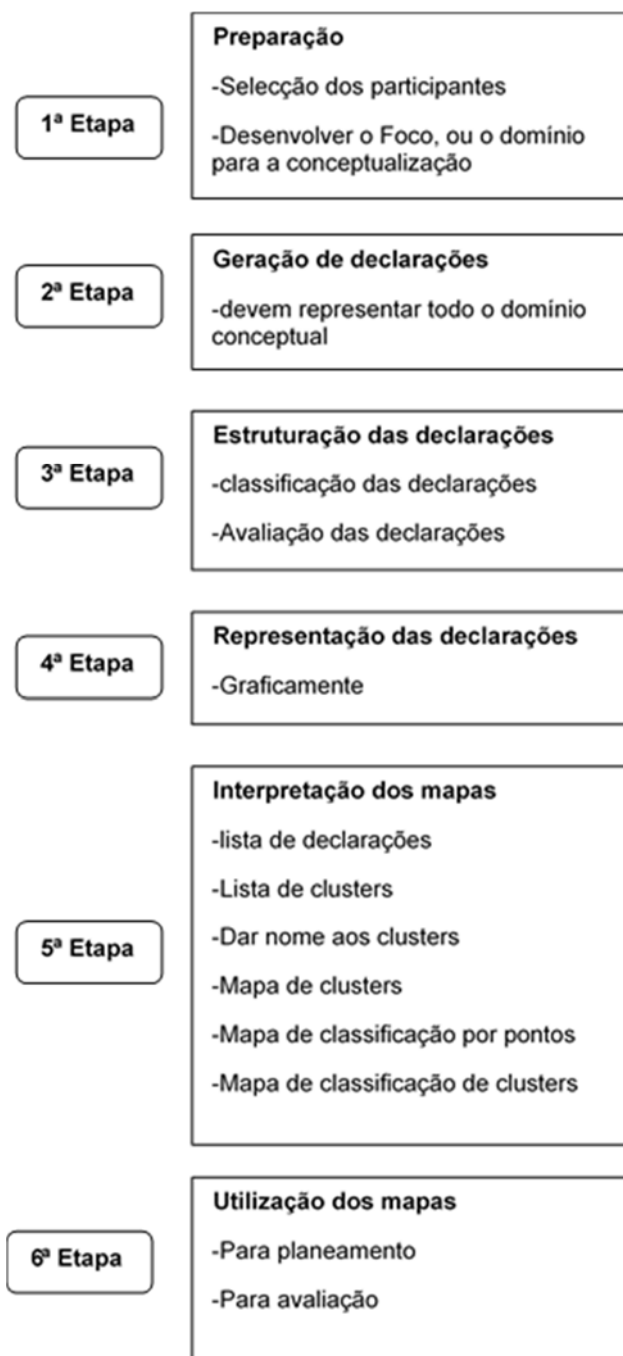 1ª Etapa
Preparação
-Selecção dos participantes
-Desenvolver o Foco, ou o domínio
para a conceptualização
2ª Etapa
Geração de declarações
-devem representar todo o domínio
conceptual
3ª Etapa
Estruturação das declarações
-classificação das declarações
-Avaliação das declarações
4ª Etapa
Representação das declarações
-Graficamente
5ª Etapa
Interpretação dos mapas
-lista de declarações
-Lista de clusters
-Dar nome aos clusters
-Mapa de clusters
-Mapa de classificação por pontos
-Mapa de classificação de clusters
6ª Etapa
Utilização dos mapas
-Para planeamento
-Para avaliação